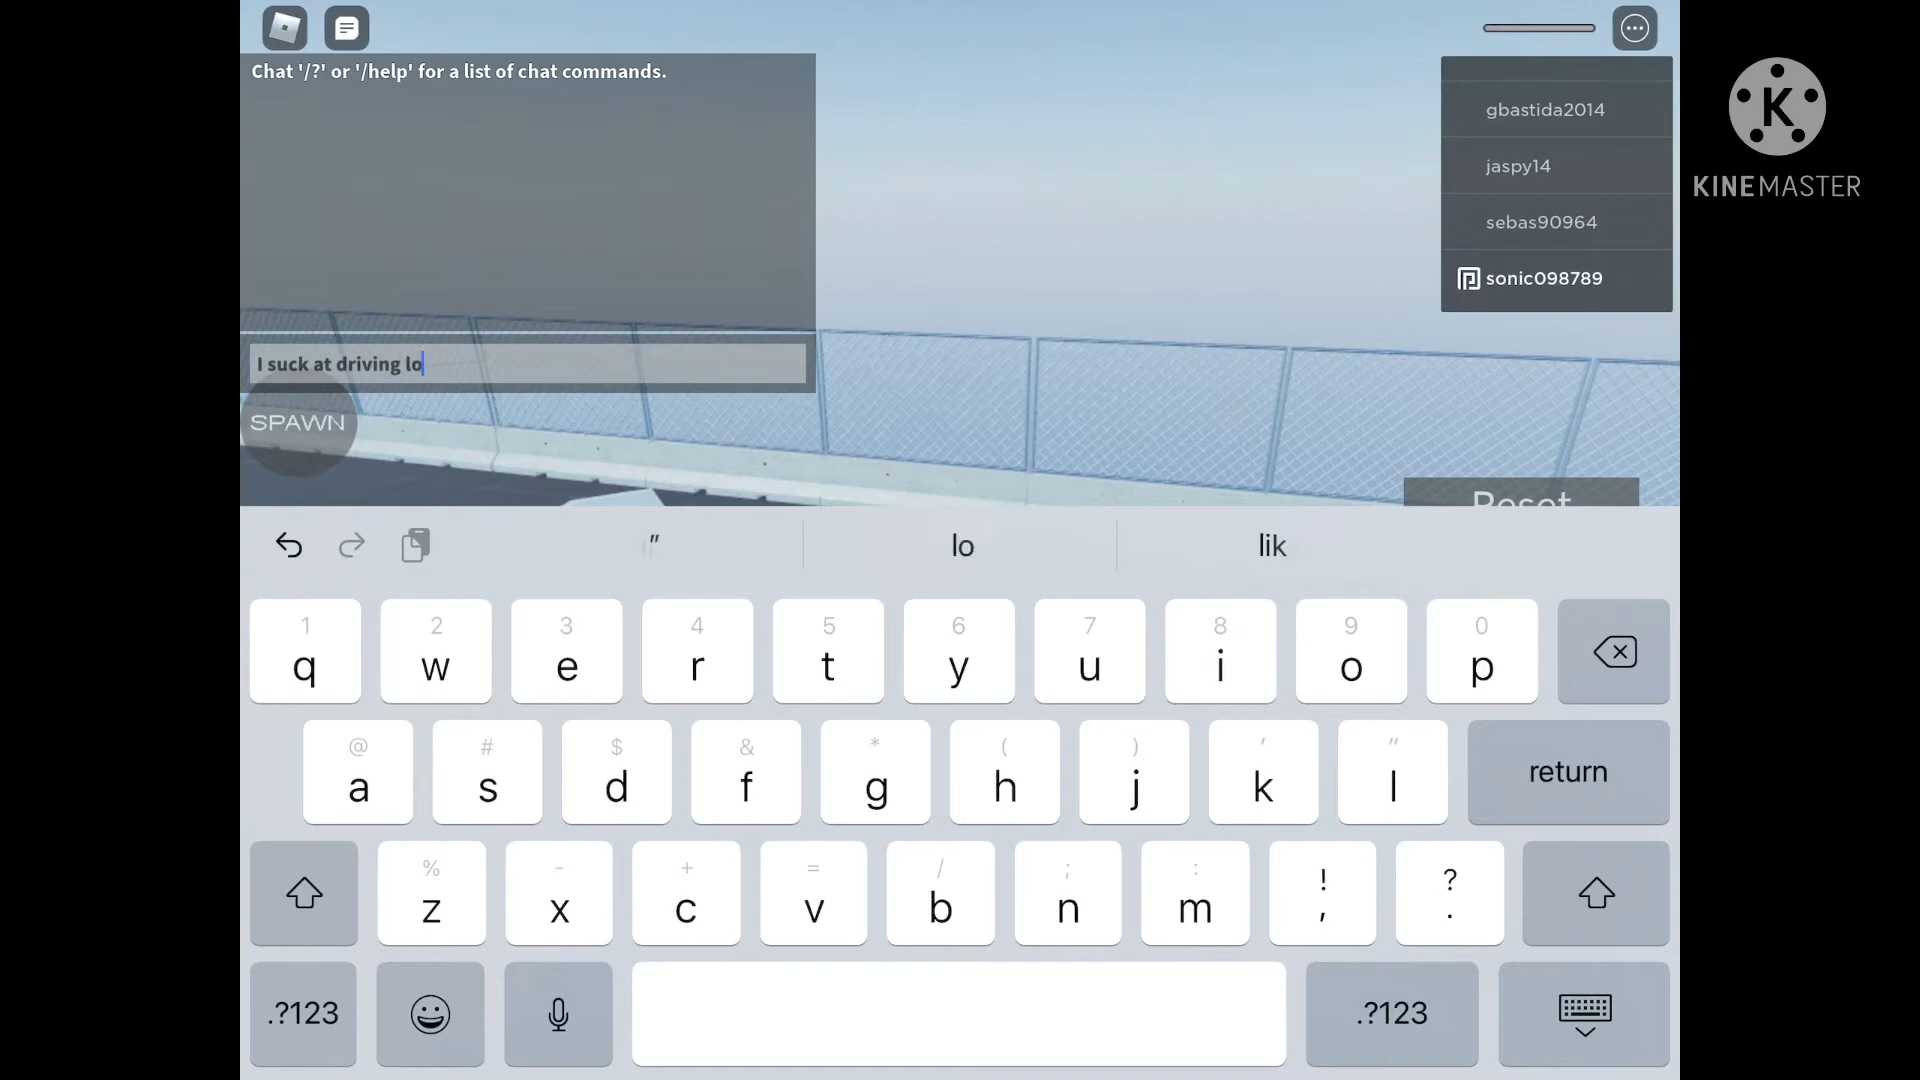 Chat '/?' or '/help' for a list of chat commands.
gbastida2014
jaspy14
sebas90964
sonic098789
K
KINEMASTER
I suck at driving lo
SPAWN
Reset
" lo lik
1 2 3 4 5 6 7 8 9 0
q w e r t y u i o p
@ # $ & * ( ) ' "
a s d f g h j k l return
% - + = / ; : ! ?
z x c v b n m , .
.?123 .?123